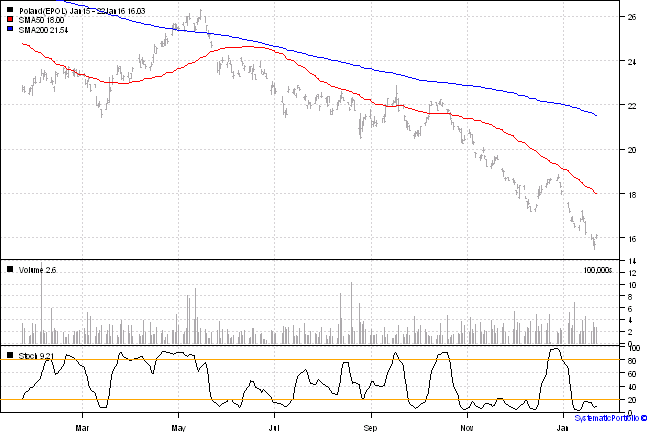 Poland(EPOL) Jan 15 - 22Jan16 16.03
SMA50 18.00
SMA200 21.54
26
24
22
20
18
16
14
Volume 2.6
100,000s
12
10
8
6
4
2
0
Stoch 9.21
100
80
60
40
20
0
Mar May Jul Sep Nov Jan
SystematicPortfolio ©